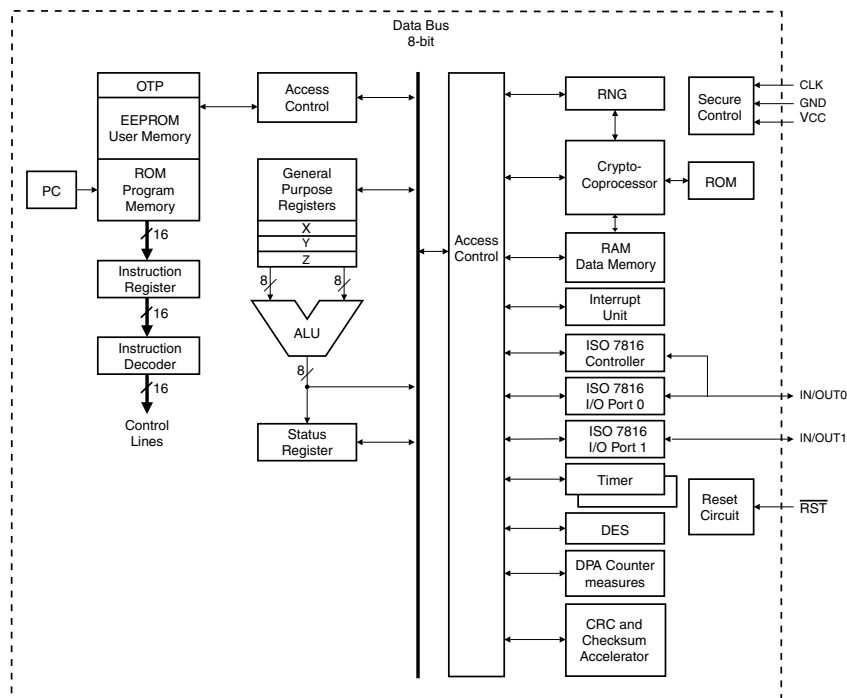 Data Bus
8-bit
OTP
EEPROM
User Memory
ROM
Program
Memory
PC
16
Instruction
Register
16
Instruction
Decoder
16
Control
Lines
Access
Control
General
Purpose
Registers
X
Y
Z
8
8
ALU
8
Status
Register
Access
Control
RNG
Crypto-
Coprocessor
ROM
RAM
Data Memory
Interrupt
Unit
ISO 7816
Controller
ISO 7816
I/O Port 0
ISO 7816
I/O Port 1
Timer
DES
DPA Counter
measures
CRC and
Checksum
Accelerator
Secure
Control
CLK
GND
VCC
IN/OUT0
IN/OUT1
Reset
Circuit
RST